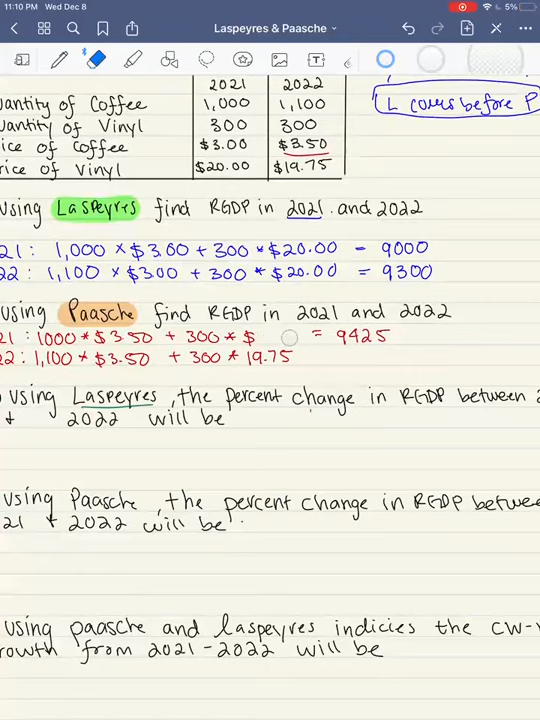 11:10 PM Wed Dec 8 5%
Laspeyres & Paasche
2021 2022
uantity of Coffee 1,000 1,100
uantity of Vinyl 300 300
ice of Coffee $3.00 $3.50
rice of Vinyl $20.00 $19.75
L comes before P
using Laspeyres find RGDP in 2021 and 2022
21: 1,000 * $3.00 + 300 * $20.00 = 9000
22: 1,100 * $3.00 + 300 * $20.00 = 9300
using Paasche find RGDP in 2021 and 2022
21: 1000 * $3.50 + 300 * $ = 9425
22: 1,100 * $3.50 + 300 * 19.75
using Laspeyres, the percent change in RGDP between 2
& 2022 will be
using Paasche, the percent change in RGDP betwee
21 & 2022 will be
using paasche and laspeyres indicies the cw-
rowth from 2021-2022 will be